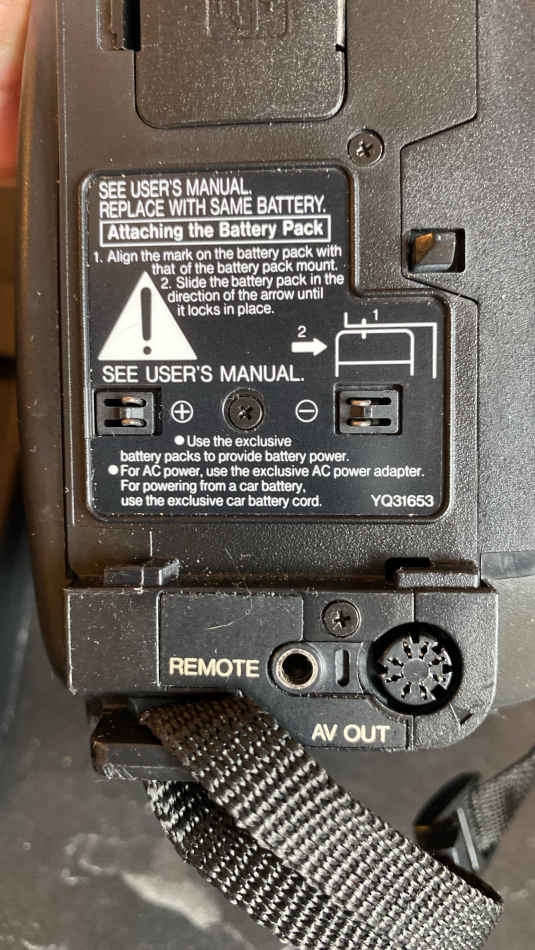 SEE USER'S MANUAL.
REPLACE WITH SAME BATTERY.
Attaching the Battery Pack
1. Align the mark on the battery pack with
that of the battery pack mount.
2. Slide the battery pack in the
direction of the arrow until
it locks in place.
!
2
1
SEE USER'S MANUAL.
+
−
●Use the exclusive
battery packs to provide battery power.
●For AC power, use the exclusive AC power adapter.
For powering from a car battery,
use the exclusive car battery cord.
YQ31653
REMOTE
AV OUT